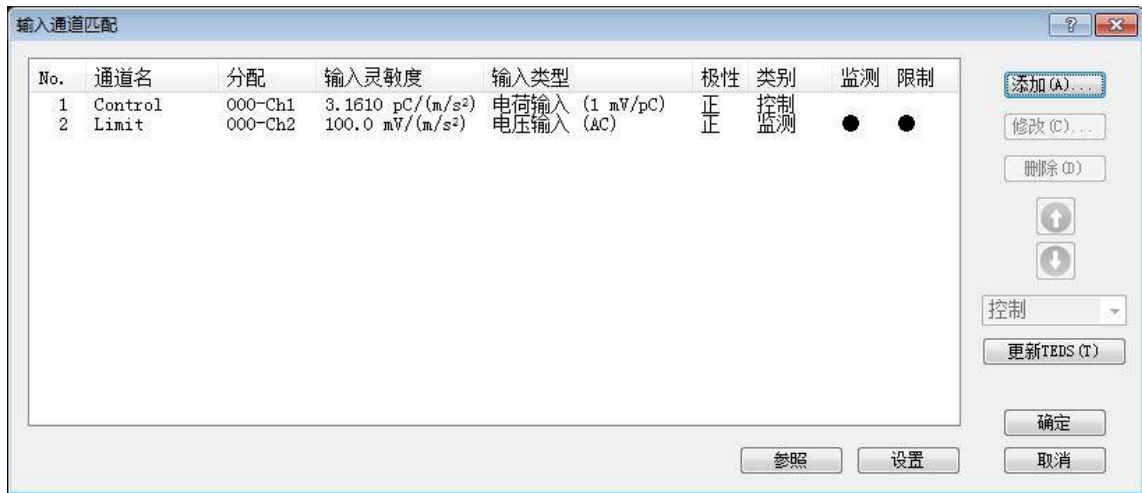 输入通道匹配
No. 通道名 分配 输入灵敏度 输入类型 极性 类别 监测 限制
1 Control 000-Ch1 3.1610 pC/(m/s²) 电荷输入 (1 mV/pC) 正 控制
2 Limit 000-Ch2 100.0 mV/(m/s²) 电压输入 (AC) 正 监测 ● ●
添加(A)...
修改(C)...
删除(D)
控制
更新TEDS(T)
确定
参照 设置 取消